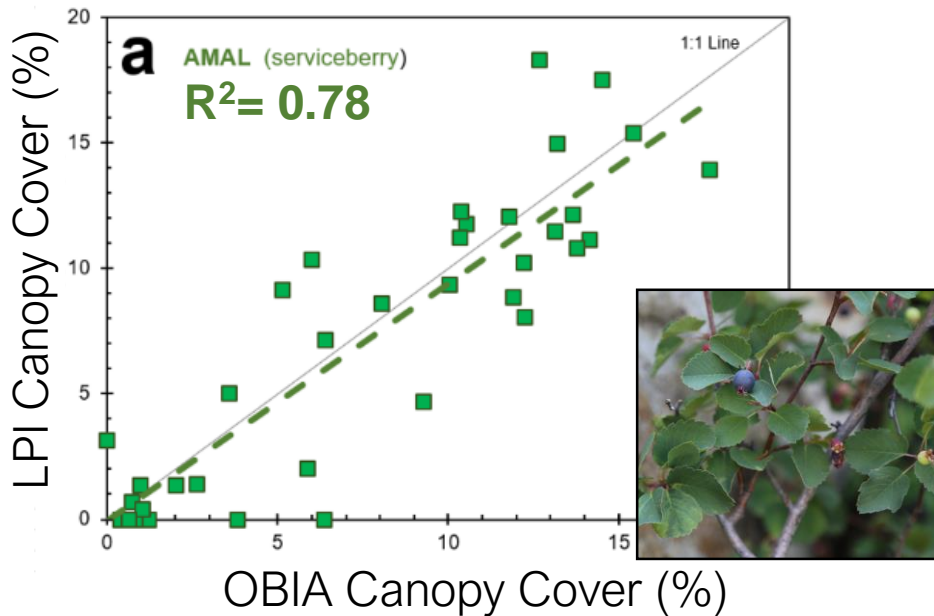 20
a
AMAL (serviceberry)
R²= 0.78
1:1 Line
15
10
5
0
LPI Canopy Cover (%)
0 5 10 15
OBIA Canopy Cover (%)